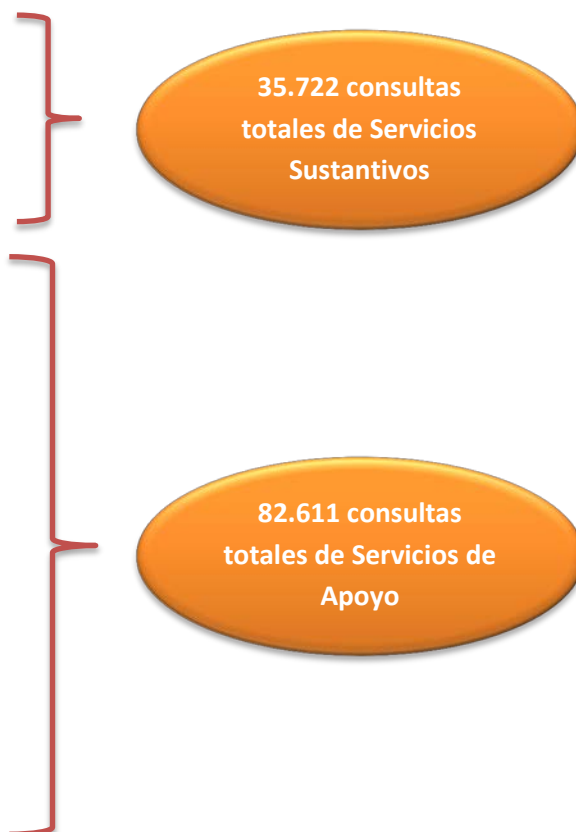 35.722 consultas
totales de Servicios
Sustantivos
82.611 consultas
totales de Servicios de
Apoyo